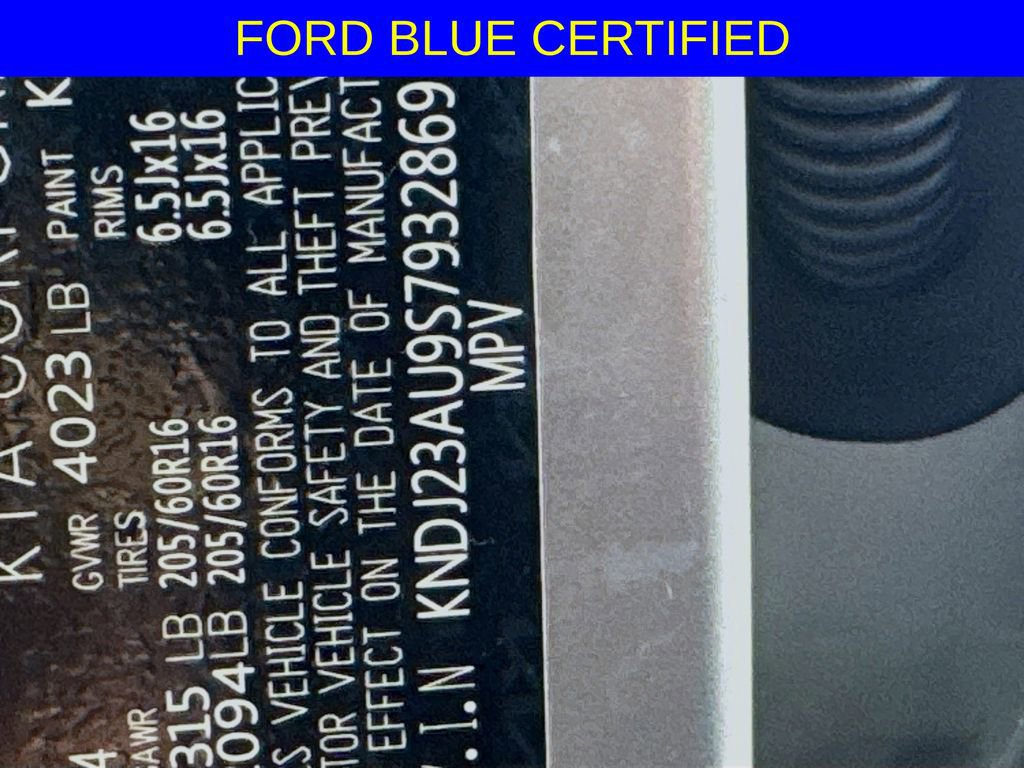 FORD BLUE CERTIFIED
KIA
GVWR 4023 LB PAINT K
TIRES RIMS
315 LB 205/60R16 6.5Jx16
094LB 205/60R16 6.5Jx16
VEHICLE CONFORMS TO ALL APPLIC
TOR VEHICLE SAFETY AND THEFT PREV
EFFECT ON THE DATE OF MANUFACT
V.I.N KNDJ23AU9S7932869
MPV